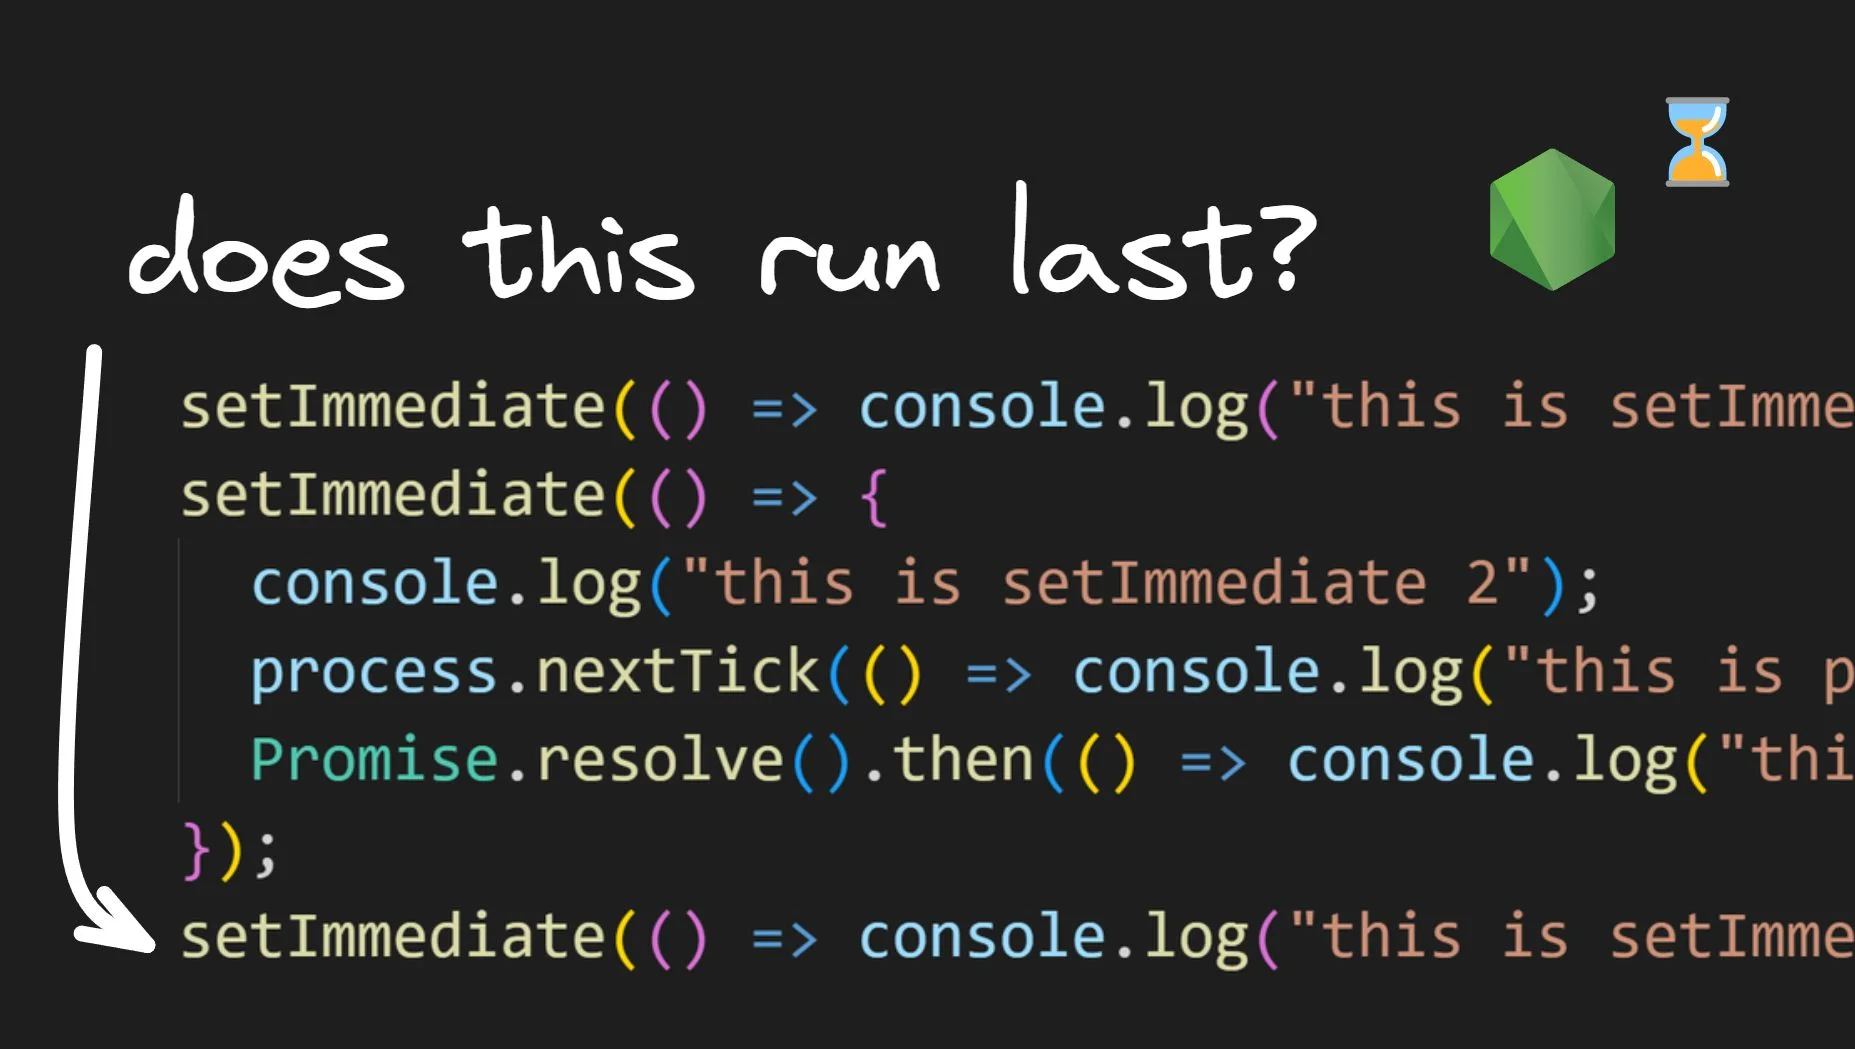 does this run last?
setImmediate(() => console.log("this is setImme
setImmediate(() => {
console.log("this is setImmediate 2");
process.nextTick(() => console.log("this is p
Promise.resolve().then(() => console.log("thi
});
setImmediate(() => console.log("this is setImme